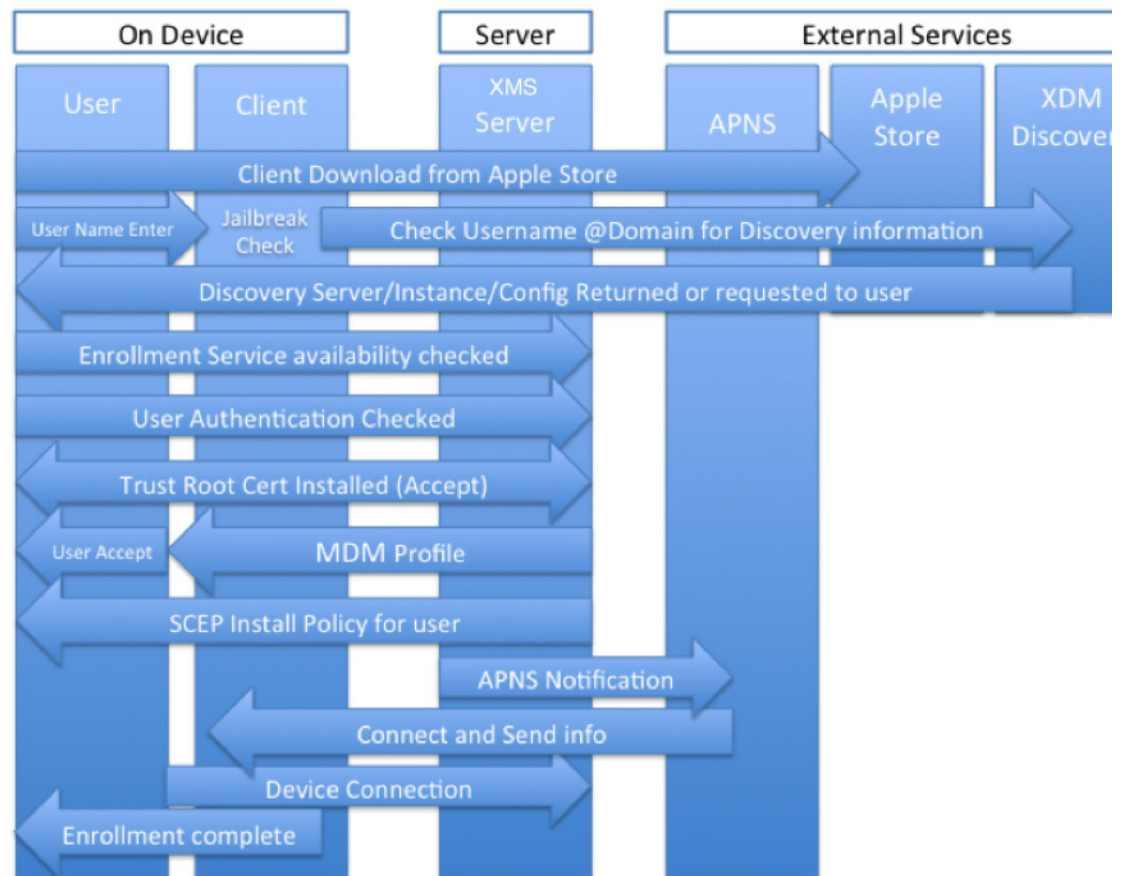 On Device
Server
External Services
User
Client
XMS
Server
APNS
Apple
Store
XDM
Discover
Client Download from Apple Store
User Name Enter
Jailbreak
Check
Check Username @Domain for Discovery information
Discovery Server/Instance/Config Returned or requested to user
Enrollment Service availability checked
User Authentication Checked
Trust Root Cert Installed (Accept)
User Accept
MDM Profile
SCEP Install Policy for user
APNS Notification
Connect and Send info
Device Connection
Enrollment complete